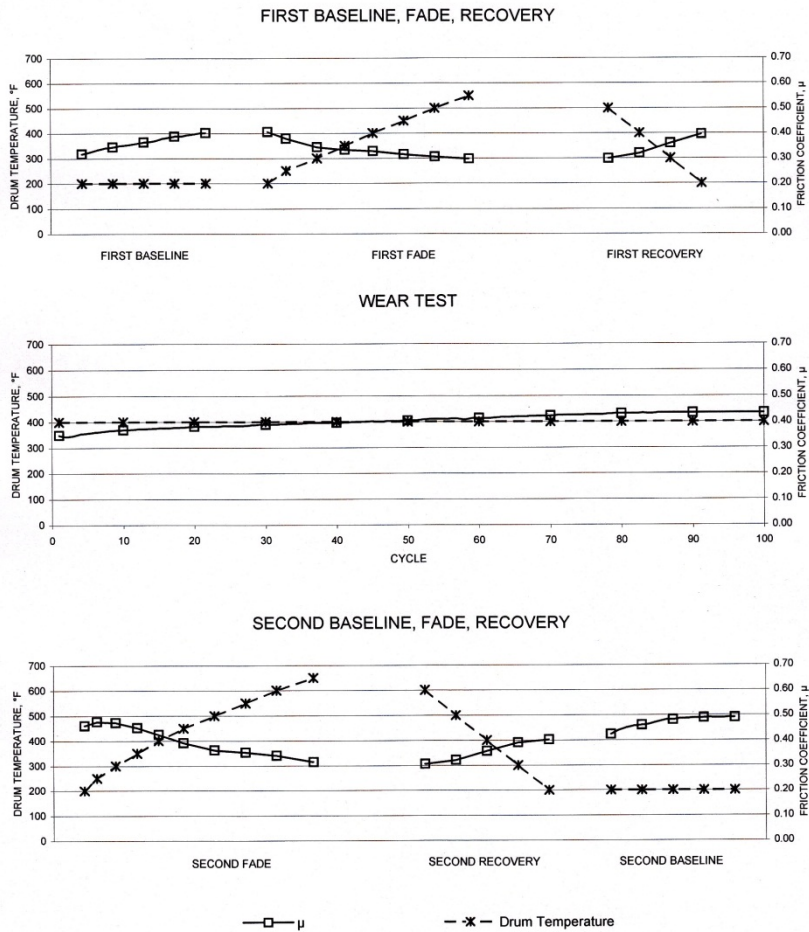 FIRST BASELINE, FADE, RECOVERY
DRUM TEMPERATURE, °F
700
600
500
400
300
200
100
0
0.70
0.60
0.50
0.40
0.30
0.20
0.10
0.00
FRICTION COEFFICIENT, µ
FIRST BASELINE
FIRST FADE
FIRST RECOVERY
WEAR TEST
DRUM TEMPERATURE, °F
700
600
500
400
300
200
100
0
0.70
0.60
0.50
0.40
0.30
0.20
0.10
0.00
FRICTION COEFFICIENT, µ
0 10 20 30 40 50 60 70 80 90 100
CYCLE
SECOND BASELINE, FADE, RECOVERY
DRUM TEMPERATURE, °F
700
600
500
400
300
200
100
0
0.70
0.60
0.50
0.40
0.30
0.20
0.10
0.00
FRICTION COEFFICIENT, µ
SECOND FADE
SECOND RECOVERY
SECOND BASELINE
µ
Drum Temperature